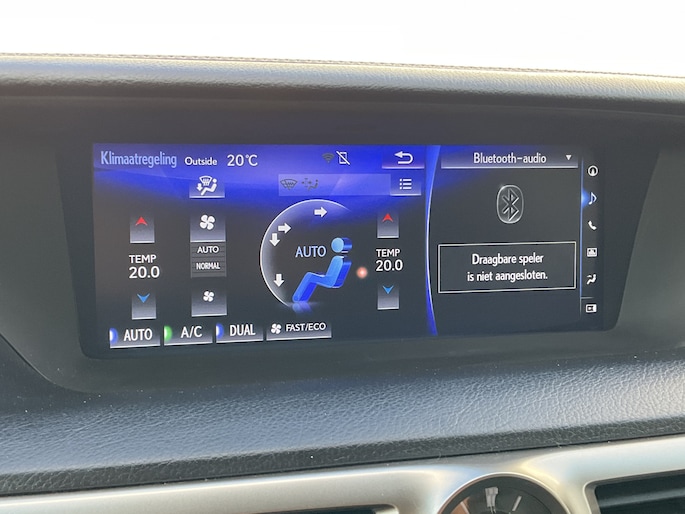 Klimaatregeling Outside 20°C
Bluetooth-audio
AUTO
NORMAL
TEMP
20.0
AUTO
TEMP
20.0
Draagbare speler
is niet aangesloten.
AUTO
A/C
DUAL
FAST/ECO